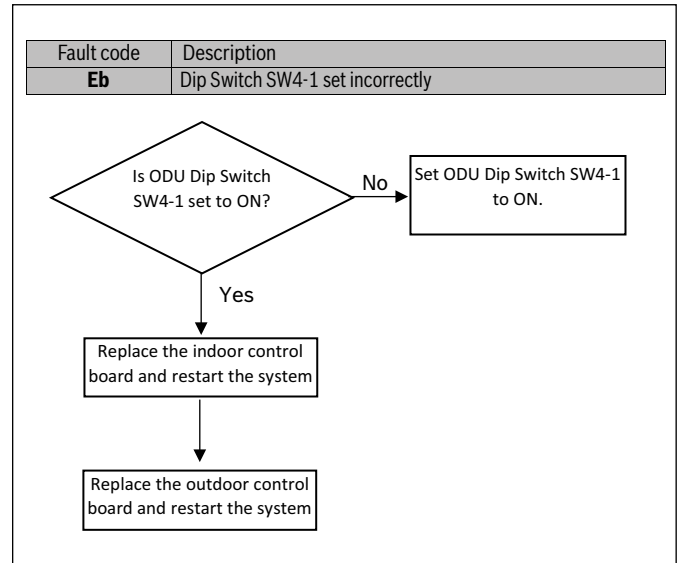 Fault code Description
Eb Dip Switch SW4-1 set incorrectly
Is ODU Dip Switch
SW4-1 set to ON?
No
Set ODU Dip Switch SW4-1
to ON.
Yes
Replace the indoor control
board and restart the system
Replace the outdoor control
board and restart the system